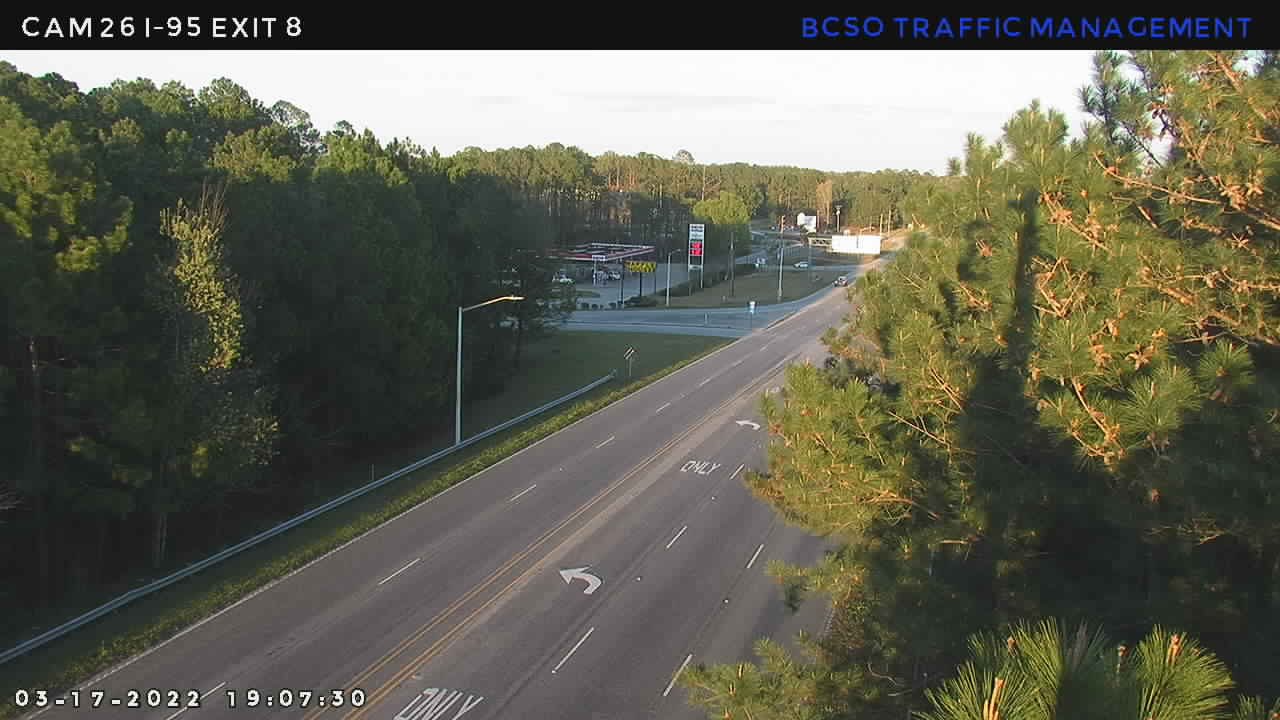 CAM 26 I-95 EXIT 8
BCSO TRAFFIC MANAGEMENT
ONLY
ONLY
03-17-2022 19:07:30